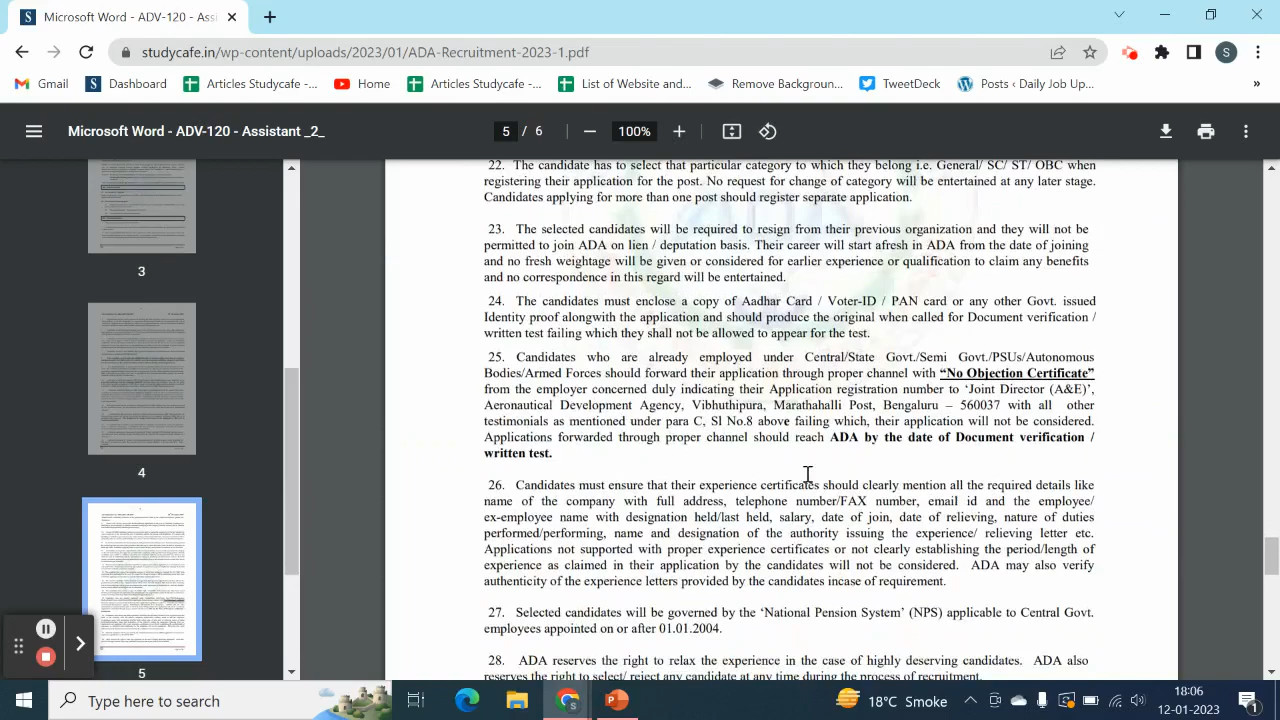 Microsoft Word - ADV-120 - Assis
studycafe.in/wp-content/uploads/2023/01/ADA-Recruitment-2023-1.pdf
S
Gmail Dashboard Articles Studycafe -... Home Articles Studycafe -... List of Website and... Remove Backgroun... TweetDeck Posts ‹ Daily Job Up... »
Microsoft Word - ADV-120 - Assistant _2_ 5 / 6 100%
3
4
5
22. The candidate has to select that particular category to which they belong i.e. General/ SC/ ST/ OBC when
registering their application for the post. No request for change of category will be entertained at any later stage.
Candidates applying for more than one post should register separate application.
23. The selected candidates will be required to resign from their previous organization and they will not be
permitted to join ADA on lien / deputation basis. Their career will start afresh in ADA from the date of joining
and no fresh weightage will be given or considered for earlier experience or qualification to claim any benefits
and no correspondence in this regard will be entertained.
24. The candidates must enclose a copy of Aadhar Card / Voter-ID / PAN card or any other Govt. issued
Identity proof alongwith the application and should produce the original when called for Document verification /
written test failing which they shall not be allowed to appear for the test.
25. Candidates who are already employed under Central/State Govt./Semi Govt./PSUs/Autonomous
Bodies/Armed Forces should forward their application through proper channel with “No Objection Certificate”
from the employer concerned duly indicating their Application registration number to ‘Joint Director (A&E)’,
Aeronautical Development Agency, Vibhuthipura, Marathahalli Post, Bengaluru – 560037 with all other
testimonials as mentioned under para C, Sl No.8 above failing which, their application will not be considered.
Applications forwarded through proper channel should reach ADA by the date of Document verification /
written test.
26. Candidates must ensure that their experience certificates should clearly mention all the required details like
name of the company with full address, telephone number/FAX number, email id and the employee/
ex-employee name with designation held/last held, salary, date of join, date of relieving, nature of duties
performed/performing, name and designation of the authority issuing the experience/ relieving letter etc.
Applications not supported with proper experience certificates or not clearly establishing the period/length of
experience as claimed in their application by the candidates will not be considered. ADA may also verify
authenticity of the experience letters provided by the candidates incase of requirement.
27. Selected candidates will be governed by the ‘National Pension System’ (NPS) applicable to Central Govt.
employees appointed on or after 01.01.2004.
28. ADA reserves the right to relax the experience in the case of highly deserving candidates. ADA also
reserves the right to select/ reject any candidate at any time during the process of recruitment.
Type here to search
18°C Smoke
18:06
12-01-2023
1